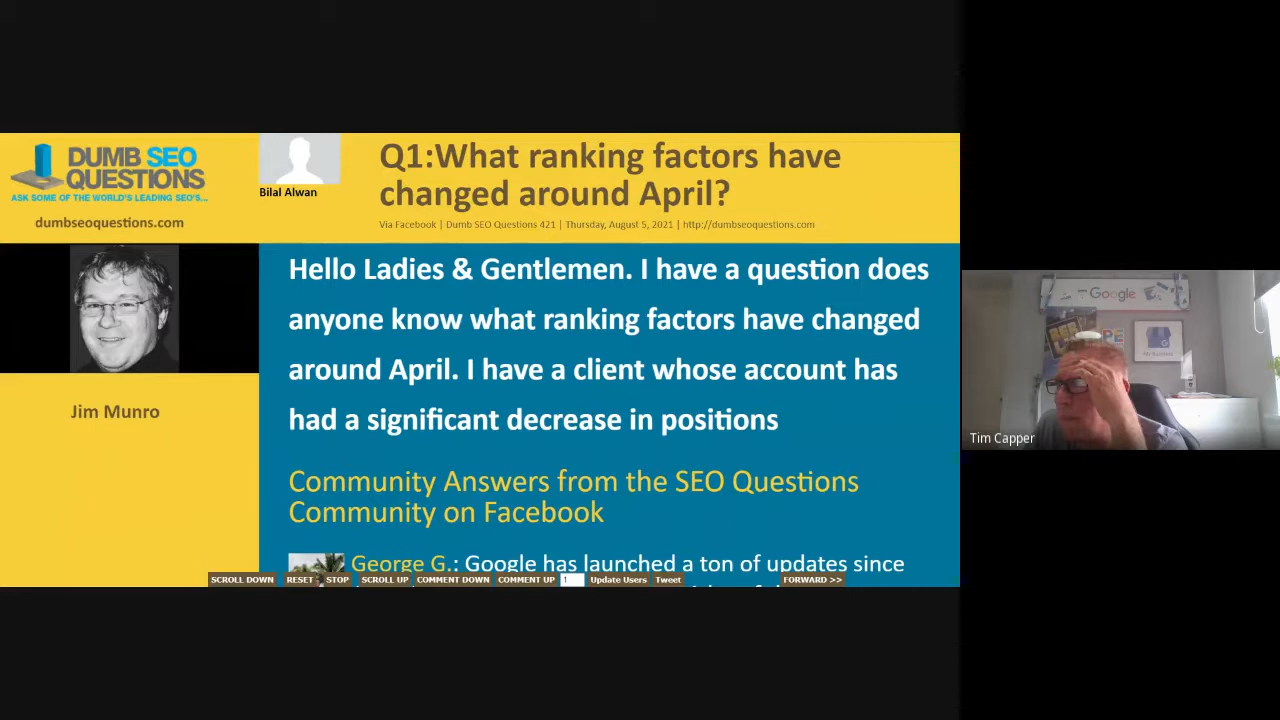 DUMB SEO
QUESTIONS
ASK SOME OF THE WORLD'S LEADING SEO'S...
dumbseoquestions.com
Bilal Alwan
Q1:What ranking factors have
changed around April?
Via Facebook | Dumb SEO Questions 421 | Thursday, August 5, 2021 | http://dumbseoquestions.com
Jim Munro
Hello Ladies & Gentlemen. I have a question does
anyone know what ranking factors have changed
around April. I have a client whose account has
had a significant decrease in positions
Community Answers from the SEO Questions
Community on Facebook
George G.: Google has launched a ton of updates since
SCROLL DOWN RESET STOP SCROLL UP COMMENT DOWN COMMENT UP 1 Update Users Tweet FORWARD >>
Google
Tim Capper